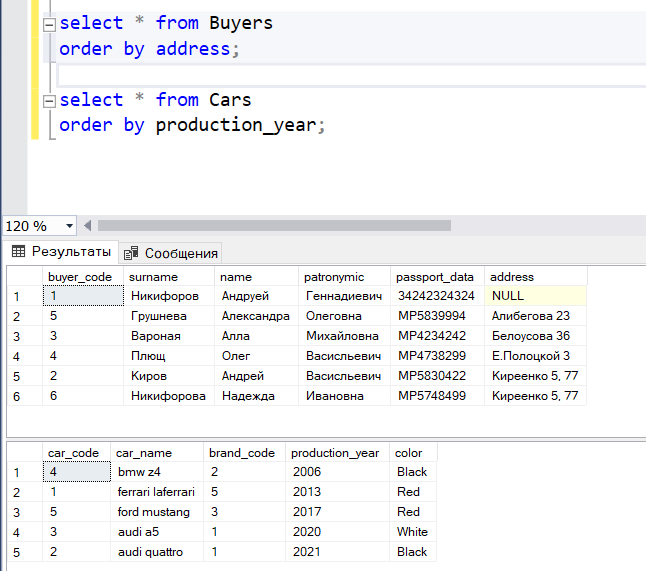 select * from Buyers
order by address;
select * from Cars
order by production_year;
120 %
Результаты Сообщения
buyer_code surname name patronymic passport_data address
1 1 Никифоров Андруей Геннадиевич 34242324324 NULL
2 5 Грушнева Александра Олеговна MP5839994 Алибегова 23
3 3 Вароная Алла Михайловна MP4234242 Белоусова 36
4 4 Плющ Олег Васисльевич MP4738299 Е.Полоцкой 3
5 2 Киров Андрей Васисльевич MP5830422 Киреенко 5, 77
6 6 Никифорова Надежда Ивановна MP5748499 Киреенко 5, 77
car_code car_name brand_code production_year color
1 4 bmw z4 2 2006 Black
2 1 ferrari laferrari 5 2013 Red
3 5 ford mustang 3 2017 Red
4 3 audi a5 1 2020 White
5 2 audi quattro 1 2021 Black